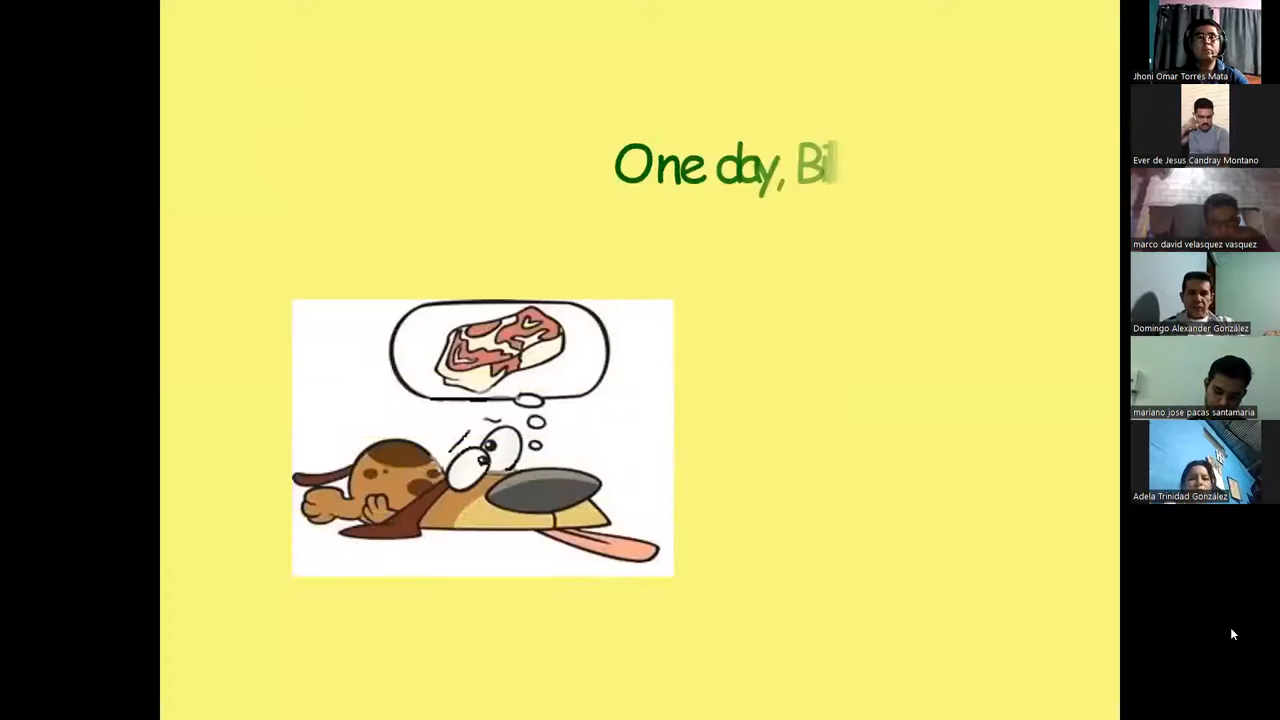 One day, Bi
Jhoni Omar Torres Mata
Ever de Jesus Candray Montano
marco david velasquez vasquez
Domingo Alexander González
mariano jose pacas santamaria
Adela Trinidad González